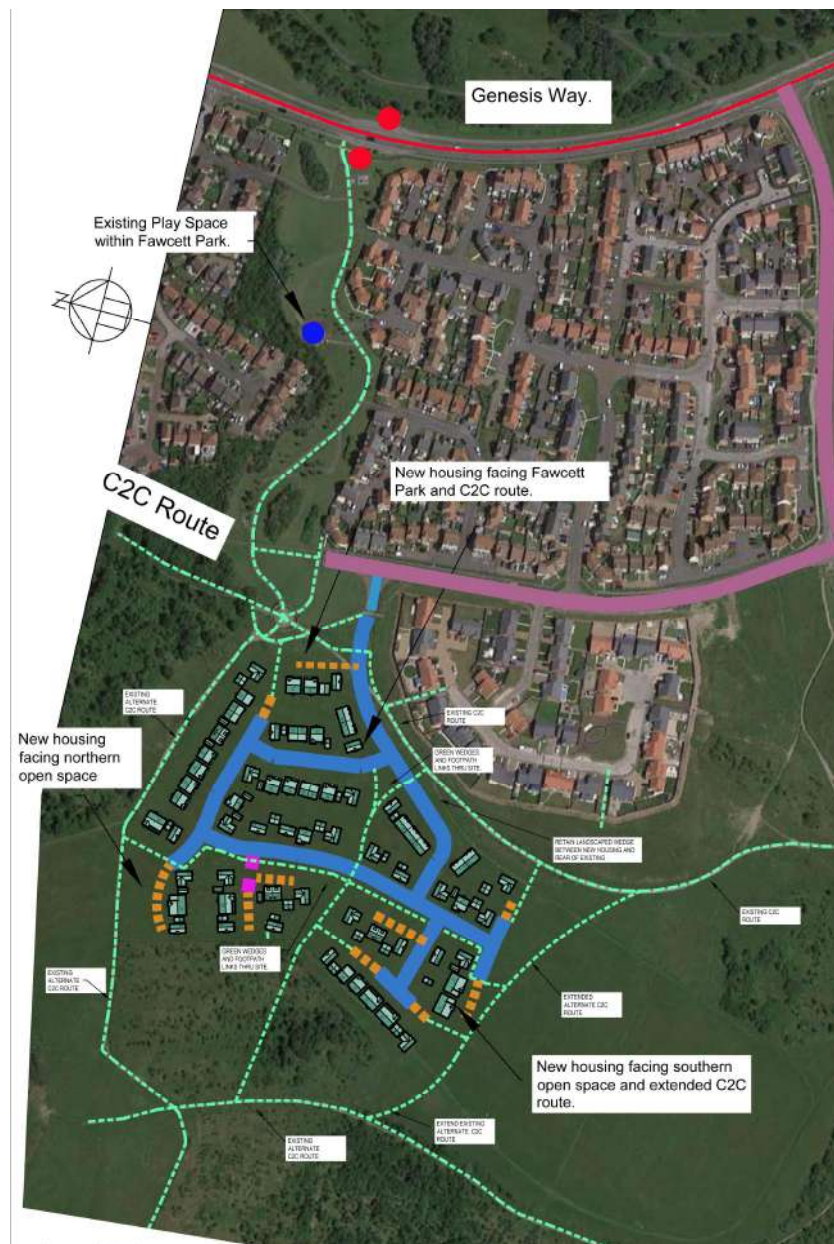 Genesis Way.
Existing Play Space
within Fawcett Park.
N
New housing facing Fawcett
Park and C2C route.
C2C Route
EXISTING
ALTERNATE
C2C ROUTE
EXISTING C2C
ROUTE
New housing
facing northern
open space
GREEN WEDGES
AND FOOTPATH
LINKS THRU SITE.
RETAIN LANDSCAPED WEDGE
BETWEEN NEW HOUSING AND
REAR OF EXISTING
EXISTING C2C
ROUTE
GREEN WEDGES
AND FOOTPATH
LINKS THRU SITE.
EXISTING
ALTERNATE
C2C ROUTE
EXTENDED
ALTERNATE C2C
ROUTE
New housing facing southern
open space and extended C2C
route.
EXTEND EXISTING
ALTERNATE C2C
ROUTE
EXISTING
ALTERNATE
C2C ROUTE